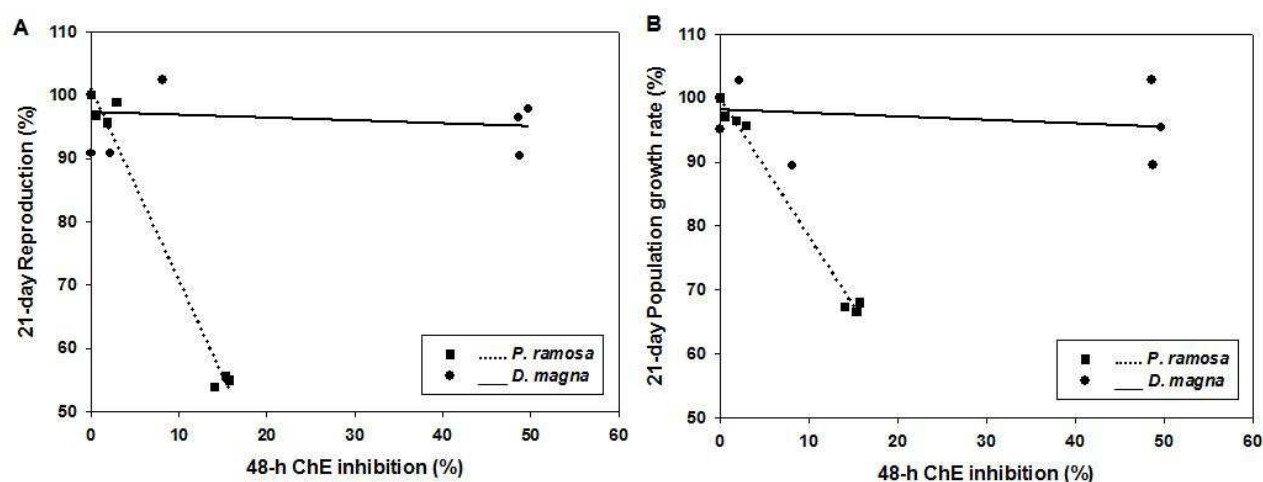 A
110
100
90
80
70
60
50
21-day Reproduction (%)
0 10 20 30 40 50 60
48-h ChE inhibition (%)
P. ramosa
D. magna
B
110
100
90
80
70
60
50
21-day Population growth rate (%)
0 10 20 30 40 50 60
48-h ChE inhibition (%)
P. ramosa
D. magna